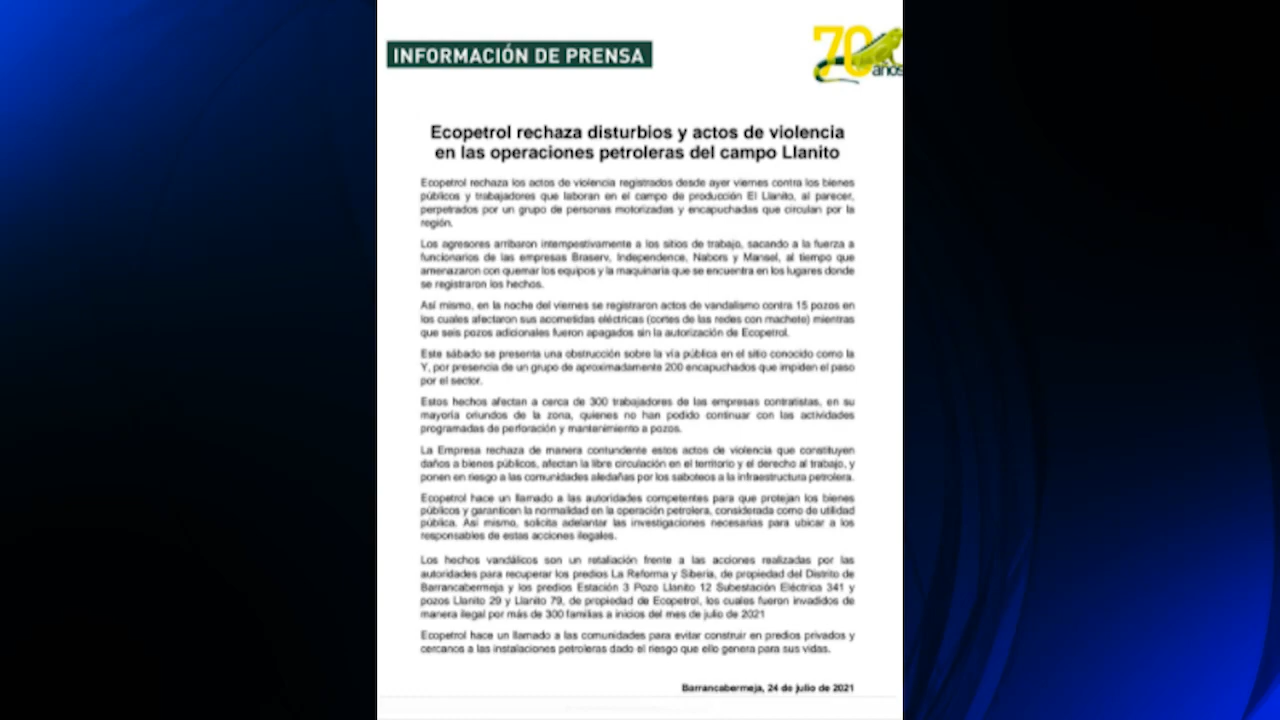 INFORMACIÓN DE PRENSA
70
años
Ecopetrol rechaza disturbios y actos de violencia
en las operaciones petroleras del campo Llanito
Ecopetrol rechaza los actos de violencia registrados desde ayer viernes contra los bienes
públicos y trabajadores que laboran en el campo de producción El Llanito, al parecer,
perpetrados por un grupo de personas motorizadas y encapuchadas que circulan por la
región.
Los agresores arribaron intempestivamente a los sitios de trabajo, sacando a la fuerza a
funcionarios de las empresas Braserv, Independence, Nabors y Mansel, al tiempo que
amenazaron con quemar los equipos y la maquinaria que se encuentra en los lugares donde
se registraron los hechos.
Así mismo, en la noche del viernes se registraron actos de vandalismo contra 15 pozos en
los cuales afectaron sus acometidas eléctricas (cortes de las redes con machete) mientras
que seis pozos adicionales fueron apagados sin la autorización de Ecopetrol.
Este sábado se presenta una obstrucción sobre la vía pública en el sitio conocido como la
Y, por presencia de un grupo de aproximadamente 200 encapuchados que impiden el paso
por el sector.
Estos hechos afectan a cerca de 300 trabajadores de las empresas contratistas, en su
mayoría oriundos de la zona, quienes no han podido continuar con las actividades
programadas de perforación y mantenimiento a pozos.
La Empresa rechaza de manera contundente estos actos de violencia que constituyen
daños a bienes públicos, afectan la libre circulación en el territorio y el derecho al trabajo, y
ponen en riesgo a las comunidades aledañas por los saboteos a la infraestructura petrolera.
Ecopetrol hace un llamado a las autoridades competentes para que protejan los bienes
públicos y garanticen la normalidad en la operación petrolera, considerada como de utilidad
pública. Así mismo, solicita adelantar las investigaciones necesarias para ubicar a los
responsables de estas acciones ilegales.
Los hechos vandálicos son un retaliación frente a las acciones realizadas por las
autoridades para recuperar los predios La Reforma y Siberia, de propiedad del Distrito de
Barrancabermeja y los predios Estación 3 Pozo Llanito 12 Subestación Eléctrica 341 y
pozos Llanito 29 y Llanito 79, de propiedad de Ecopetrol, los cuales fueron invadidos de
manera ilegal por más de 300 familias a inicios del mes de julio de 2021
Ecopetrol hace un llamado a las comunidades para evitar construir en predios privados y
cercanos a las instalaciones petroleras dado el riesgo que ello genera para sus vidas.
Barrancabermeja, 24 de julio de 2021